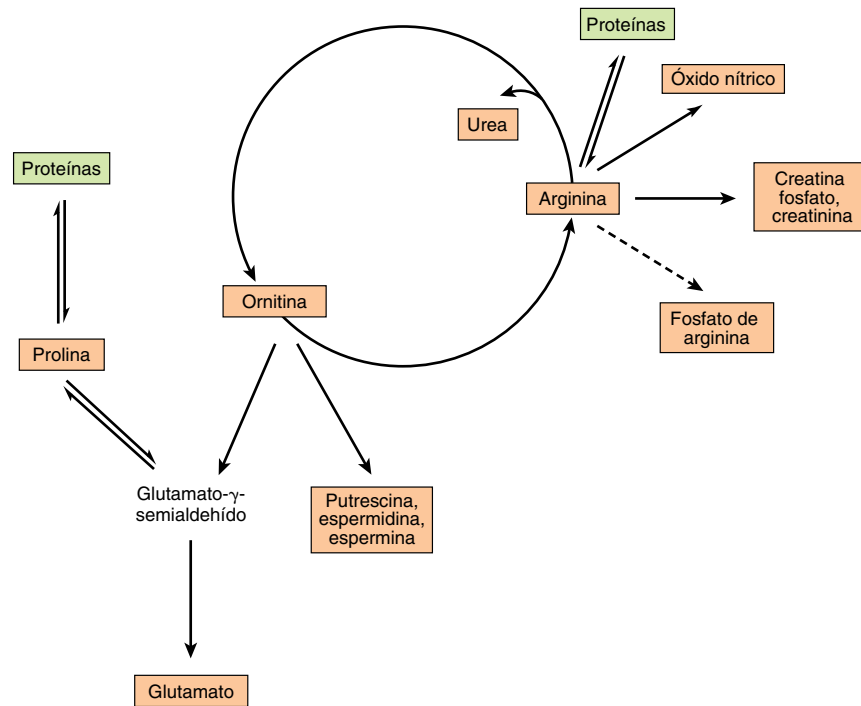 Proteínas
Óxido nítrico
Urea
Proteínas
Arginina
Creatina
fosfato,
creatinina
Ornitina
Fosfato de
arginina
Prolina
Glutamato-γ-
semialdehído
Putrescina,
espermidina,
espermina
Glutamato